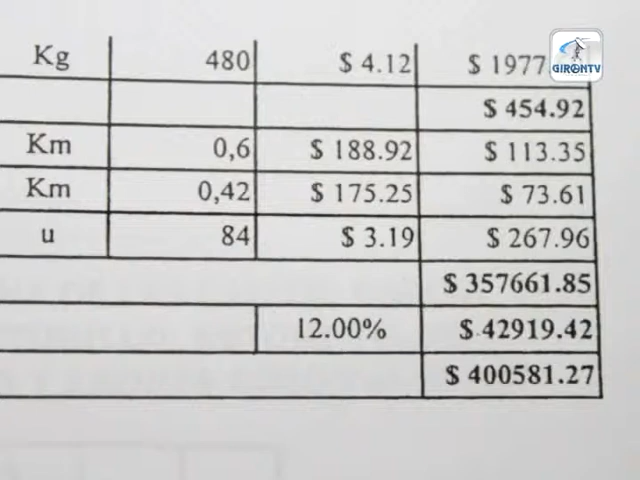 GIRONTV
Kg 480 $ 4.12 $ 1977.
$ 454.92
Km 0,6 $ 188.92 $ 113.35
Km 0,42 $ 175.25 $ 73.61
u 84 $ 3.19 $ 267.96
$ 357661.85
12.00% $ 42919.42
$ 400581.27